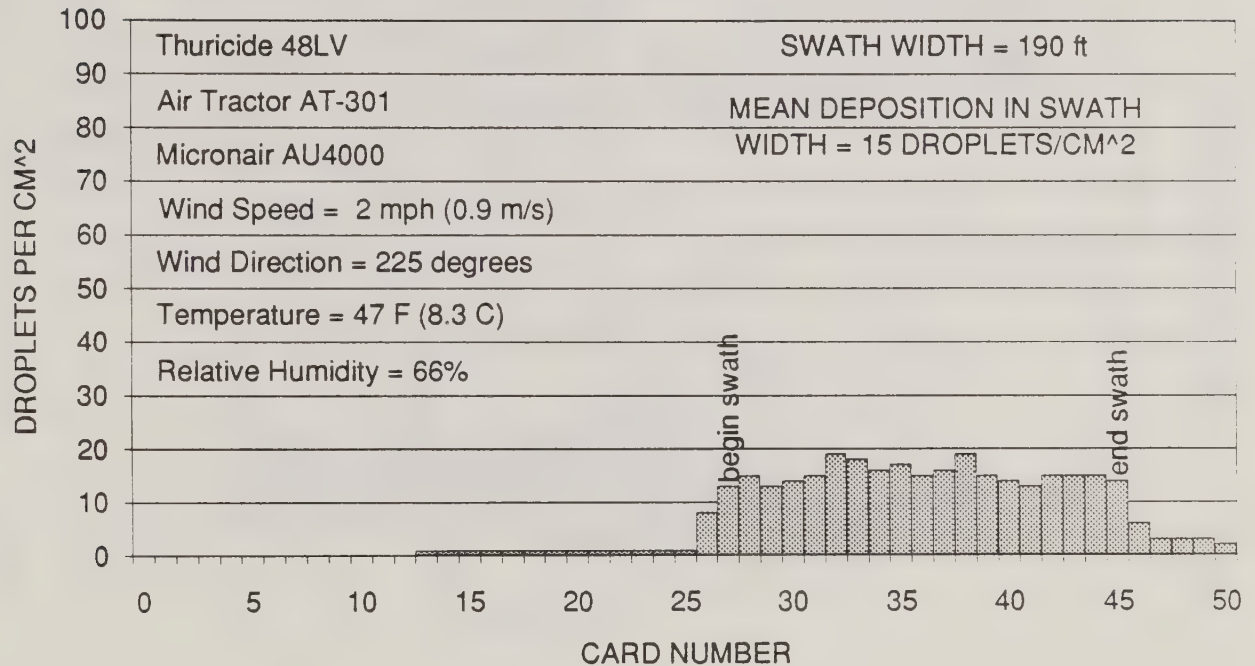 100
90
80
70
60
50
40
30
20
10
0
DROPLETS PER CM^2
Thuricide 48LV
Air Tractor AT-301
Micronair AU4000
Wind Speed = 2 mph (0.9 m/s)
Wind Direction = 225 degrees
Temperature = 47 F (8.3 C)
Relative Humidity = 66%
SWATH WIDTH = 190 ft
MEAN DEPOSITION IN SWATH
WIDTH = 15 DROPLETS/CM^2
begin swath
end swath
0 5 10 15 20 25 30 35 40 45 50
CARD NUMBER